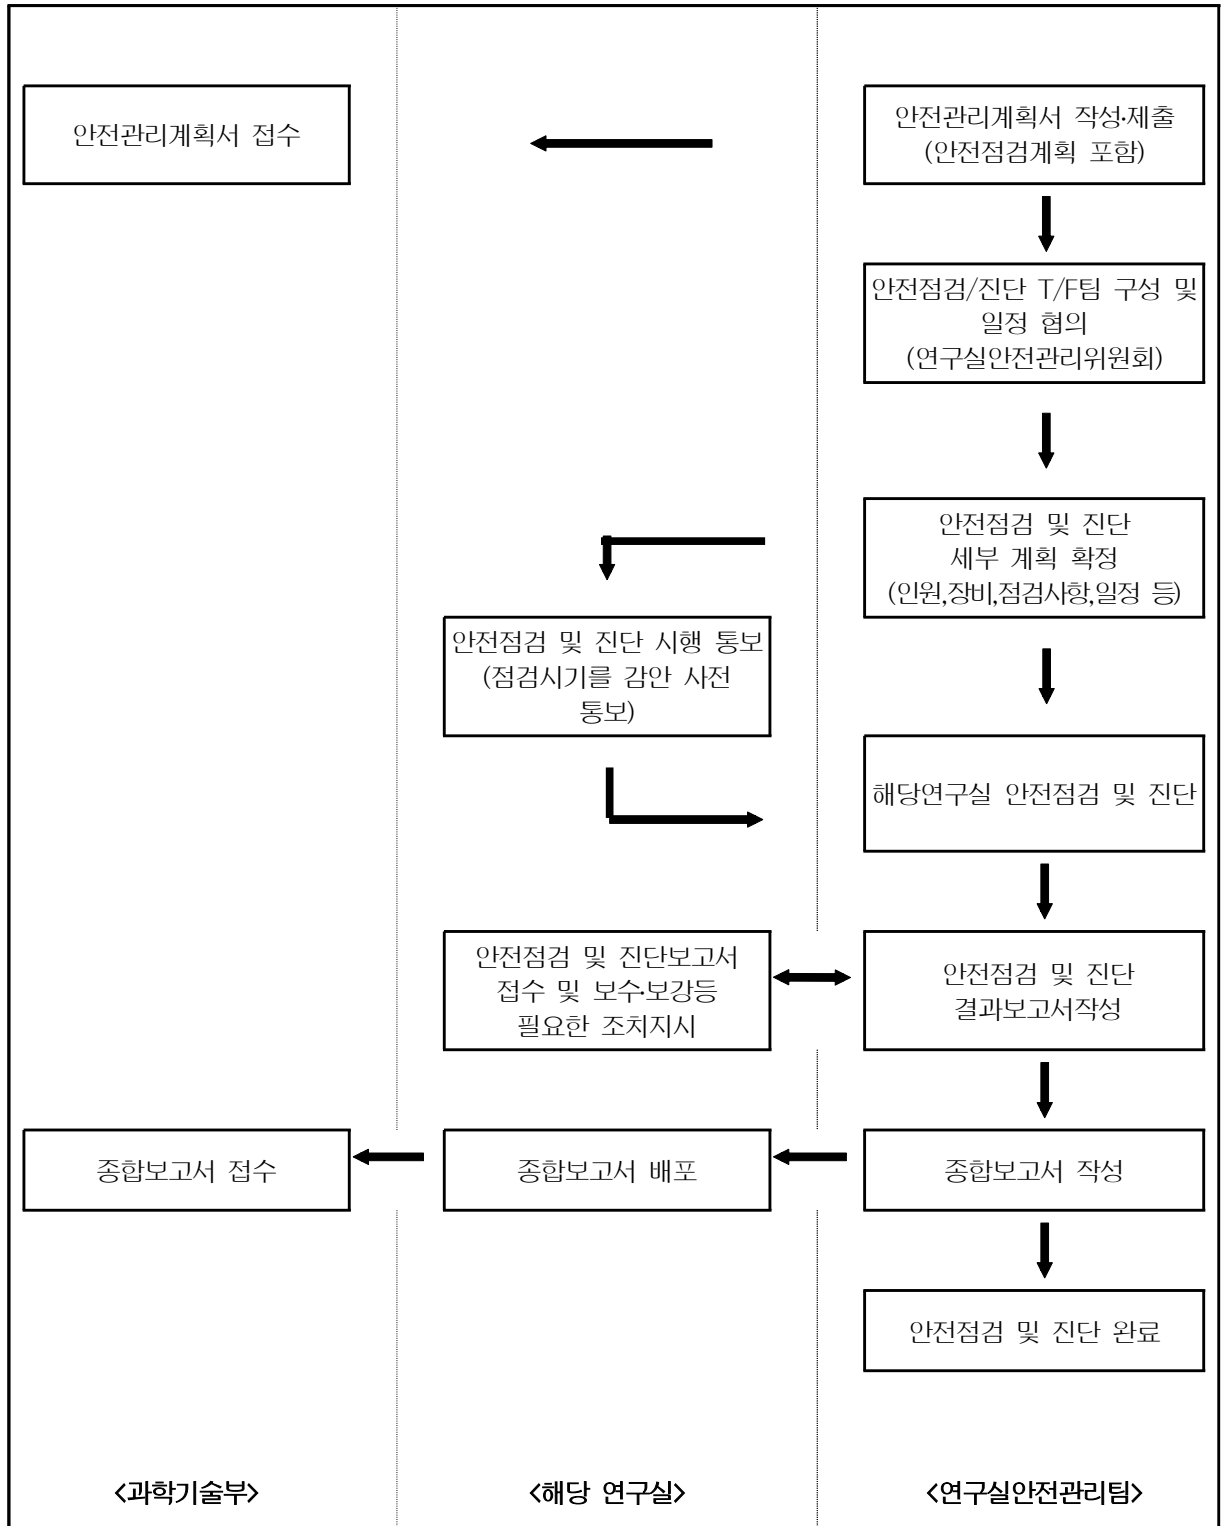 안전관리계획서 접수
안전관리계획서 작성·제출
(안전점검계획 포함)
안전점검/진단 T/F팀 구성 및
일정 협의
(연구실안전관리위원회)
안전점검 및 진단
세부 계획 확정
(인원,장비,점검사항,일정 등)
안전점검 및 진단 시행 통보
(점검시기를 감안 사전
통보)
해당연구실 안전점검 및 진단
안전점검 및 진단보고서
접수 및 보수·보강등
필요한 조치지시
안전점검 및 진단
결과보고서작성
종합보고서 접수
종합보고서 배포
종합보고서 작성
안전점검 및 진단 완료
<과학기술부>
<해당 연구실>
<연구실안전관리팀>